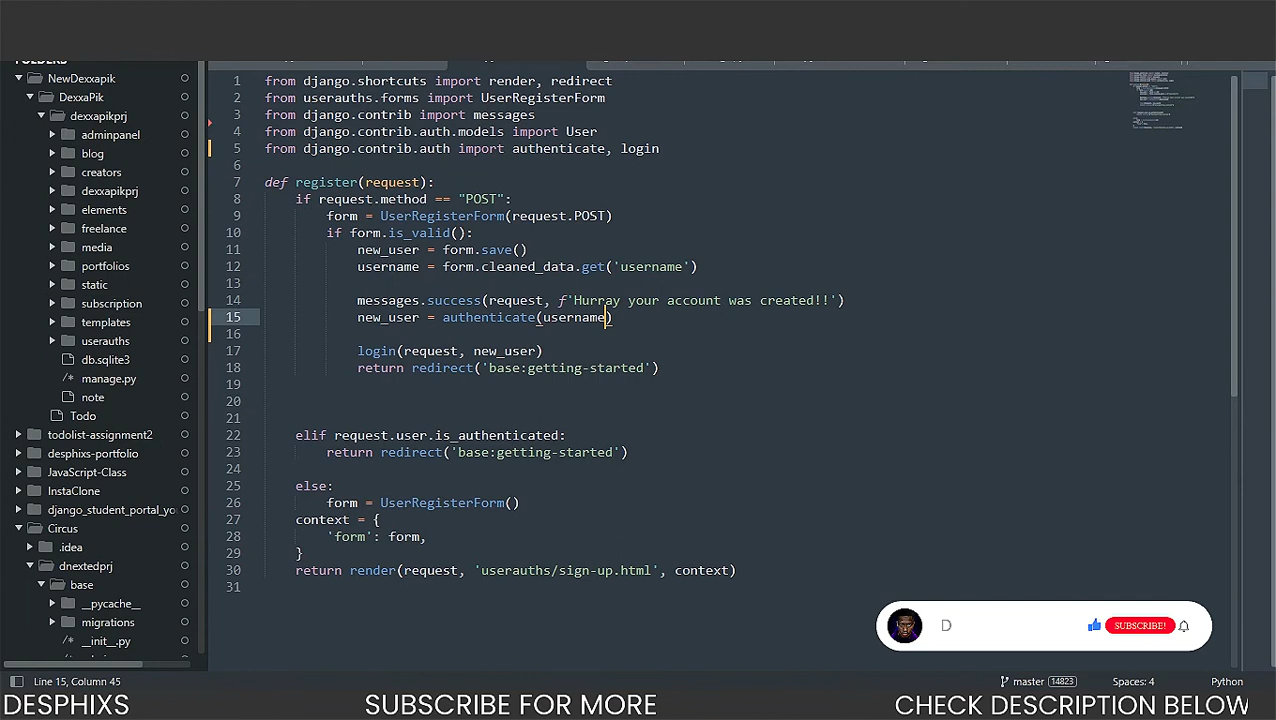 NewDexxapik
DexxaPik
dexxapikprj
adminpanel
blog
creators
dexxapikprj
elements
freelance
media
portfolios
static
subscription
templates
userauths
db.sqlite3
/* manage.py
note
Todo
todolist-assignment2
desphixs-portfolio
JavaScript-Class
InstaClone
django_student_portal_yo
Circus
.idea
dnextedprj
base
__pycache__
migrations
/* __init__.py
1 from django.shortcuts import render, redirect
2 from userauths.forms import UserRegisterForm
3 from django.contrib import messages
4 from django.contrib.auth.models import User
5 from django.contrib.auth import authenticate, login
6
7 def register(request):
8 if request.method == "POST":
9 form = UserRegisterForm(request.POST)
10 if form.is_valid():
11 new_user = form.save()
12 username = form.cleaned_data.get('username')
13
14 messages.success(request, f'Hurray your account was created!!')
15 new_user = authenticate(username)
16
17 login(request, new_user)
18 return redirect('base:getting-started')
19
20
21
22 elif request.user.is_authenticated:
23 return redirect('base:getting-started')
24
25 else:
26 form = UserRegisterForm()
27 context = {
28 'form': form,
29 }
30 return render(request, 'userauths/sign-up.html', context)
31
D
SUBSCRIBE!
Line 15, Column 45
master 14823
Spaces: 4
Python
DESPHIXS
SUBSCRIBE FOR MORE
CHECK DESCRIPTION BELOW